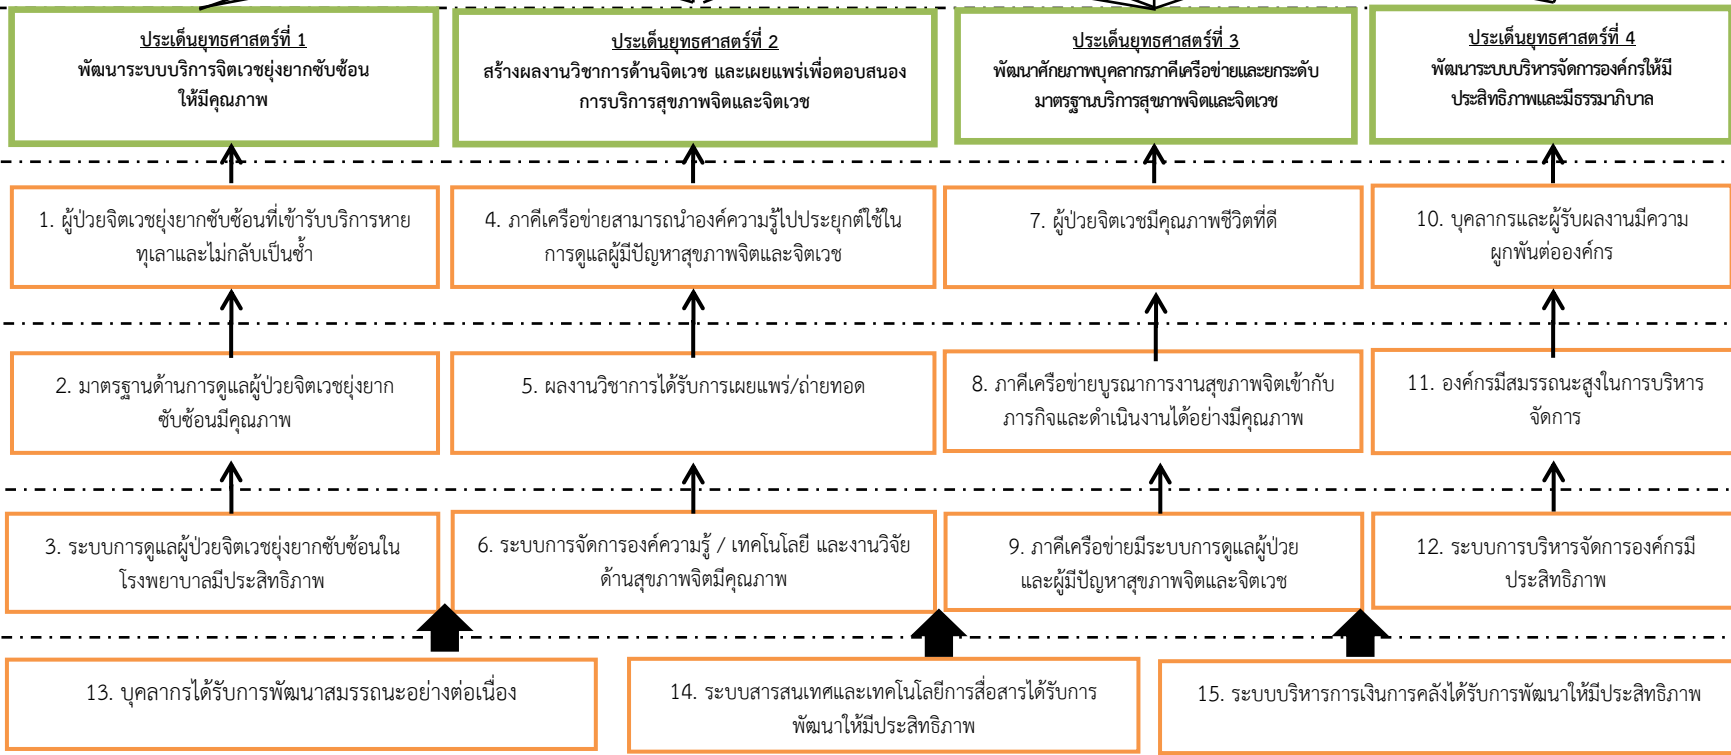 ประเด็นยุทธศาสตร์ที่ 1
พัฒนาระบบบริการจิตเวชยุ่งยากซับซ้อน
ให้มีคุณภาพ
ประเด็นยุทธศาสตร์ที่ 2
สร้างผลงานวิชาการด้านจิตเวช และเผยแพร่เพื่อตอบสนอง
การบริการสุขภาพจิตและจิตเวช
ประเด็นยุทธศาสตร์ที่ 3
พัฒนาศักยภาพบุคลากรภาคีเครือข่ายและยกระดับ
มาตรฐานบริการสุขภาพจิตและจิตเวช
ประเด็นยุทธศาสตร์ที่ 4
พัฒนาระบบบริหารจัดการองค์กรให้มี
ประสิทธิภาพและมีธรรมาภิบาล
1. ผู้ป่วยจิตเวชยุ่งยากซับซ้อนที่เข้ารับบริการหาย
ทุเลาและไม่กลับเป็นซ้ำ
4. ภาคีเครือข่ายสามารถนำองค์ความรู้ไปประยุกต์ใช้ใน
การดูแลผู้มีปัญหาสุขภาพจิตและจิตเวช
7. ผู้ป่วยจิตเวชมีคุณภาพชีวิตที่ดี
10. บุคลากรและผู้รับผลงานมีความ
ผูกพันต่อองค์กร
2. มาตรฐานด้านการดูแลผู้ป่วยจิตเวชยุ่งยาก
ซับซ้อนมีคุณภาพ
5. ผลงานวิชาการได้รับการเผยแพร่/ถ่ายทอด
8. ภาคีเครือข่ายบูรณาการงานสุขภาพจิตเข้ากับ
ภารกิจและดำเนินงานได้อย่างมีคุณภาพ
11. องค์กรมีสมรรถนะสูงในการบริหาร
จัดการ
3. ระบบการดูแลผู้ป่วยจิตเวชยุ่งยากซับซ้อนใน
โรงพยาบาลมีประสิทธิภาพ
6. ระบบการจัดการองค์ความรู้ / เทคโนโลยี และงานวิจัย
ด้านสุขภาพจิตมีคุณภาพ
9. ภาคีเครือข่ายมีระบบการดูแลผู้ป่วย
และผู้มีปัญหาสุขภาพจิตและจิตเวช
12. ระบบการบริหารจัดการองค์กรมี
ประสิทธิภาพ
13. บุคลากรได้รับการพัฒนาสมรรถนะอย่างต่อเนื่อง
14. ระบบสารสนเทศและเทคโนโลยีการสื่อสารได้รับการ
พัฒนาให้มีประสิทธิภาพ
15. ระบบบริหารการเงินการคลังได้รับการพัฒนาให้มีประสิทธิภาพ